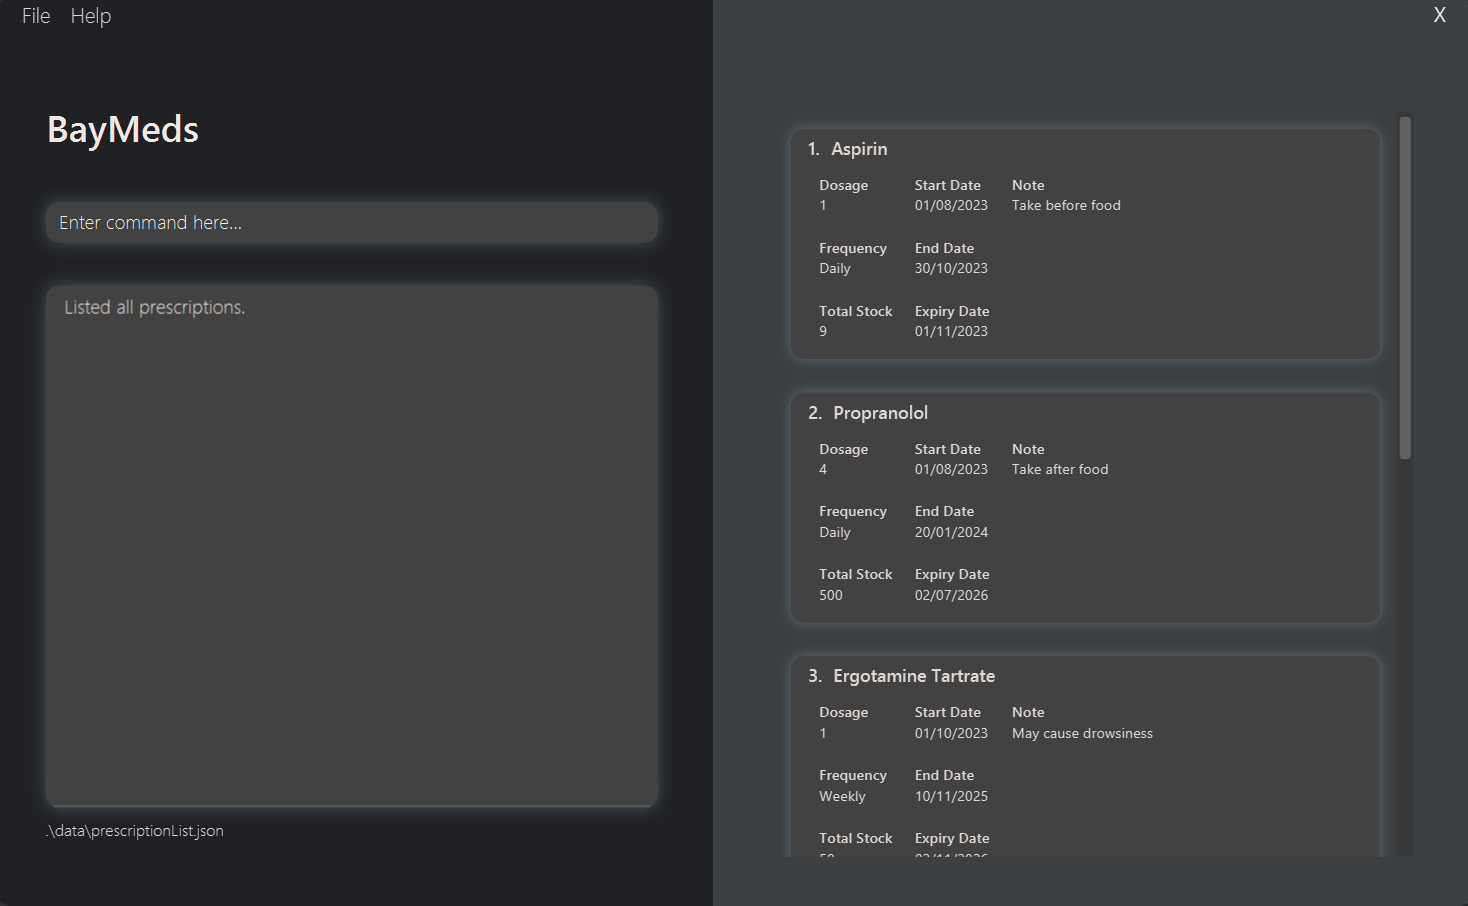 File Help
X
BayMeds
Enter command here...
Listed all prescriptions.
.\data\prescriptionList.json
1. Aspirin
Dosage Start Date Note
1 01/08/2023 Take before food
Frequency End Date
Daily 30/10/2023
Total Stock Expiry Date
9 01/11/2023
2. Propranolol
Dosage Start Date Note
4 01/08/2023 Take after food
Frequency End Date
Daily 20/01/2024
Total Stock Expiry Date
500 02/07/2026
3. Ergotamine Tartrate
Dosage Start Date Note
1 01/10/2023 May cause drowsiness
Frequency End Date
Weekly 10/11/2025
Total Stock Expiry Date